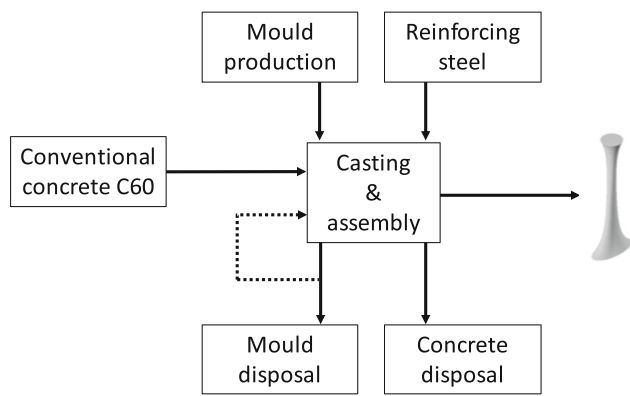 Mould
production
Reinforcing
steel
Conventional
concrete C60
Casting
&
assembly
Mould
disposal
Concrete
disposal